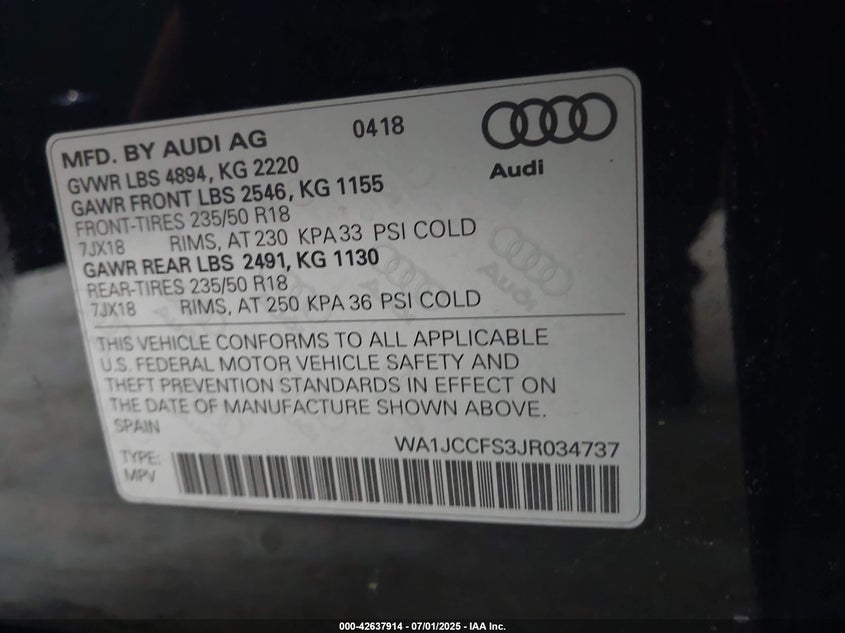 MFD. BY AUDI AG 0418
Audi
GVWR LBS 4894, KG 2220
GAWR FRONT LBS 2546, KG 1155
FRONT-TIRES 235/50 R18
7JX18 RIMS, AT 230 KPA 33 PSI COLD
GAWR REAR LBS 2491, KG 1130
REAR-TIRES 235/50 R18
7JX18 RIMS, AT 250 KPA 36 PSI COLD
Audi
THIS VEHICLE CONFORMS TO ALL APPLICABLE
U.S. FEDERAL MOTOR VEHICLE SAFETY AND
THEFT PREVENTION STANDARDS IN EFFECT ON
THE DATE OF MANUFACTURE SHOWN ABOVE.
SPAIN
WA1JCCFS3JR034737
TYPE:
MPV
000-42637914 - 07/01/2025 - IAA Inc.